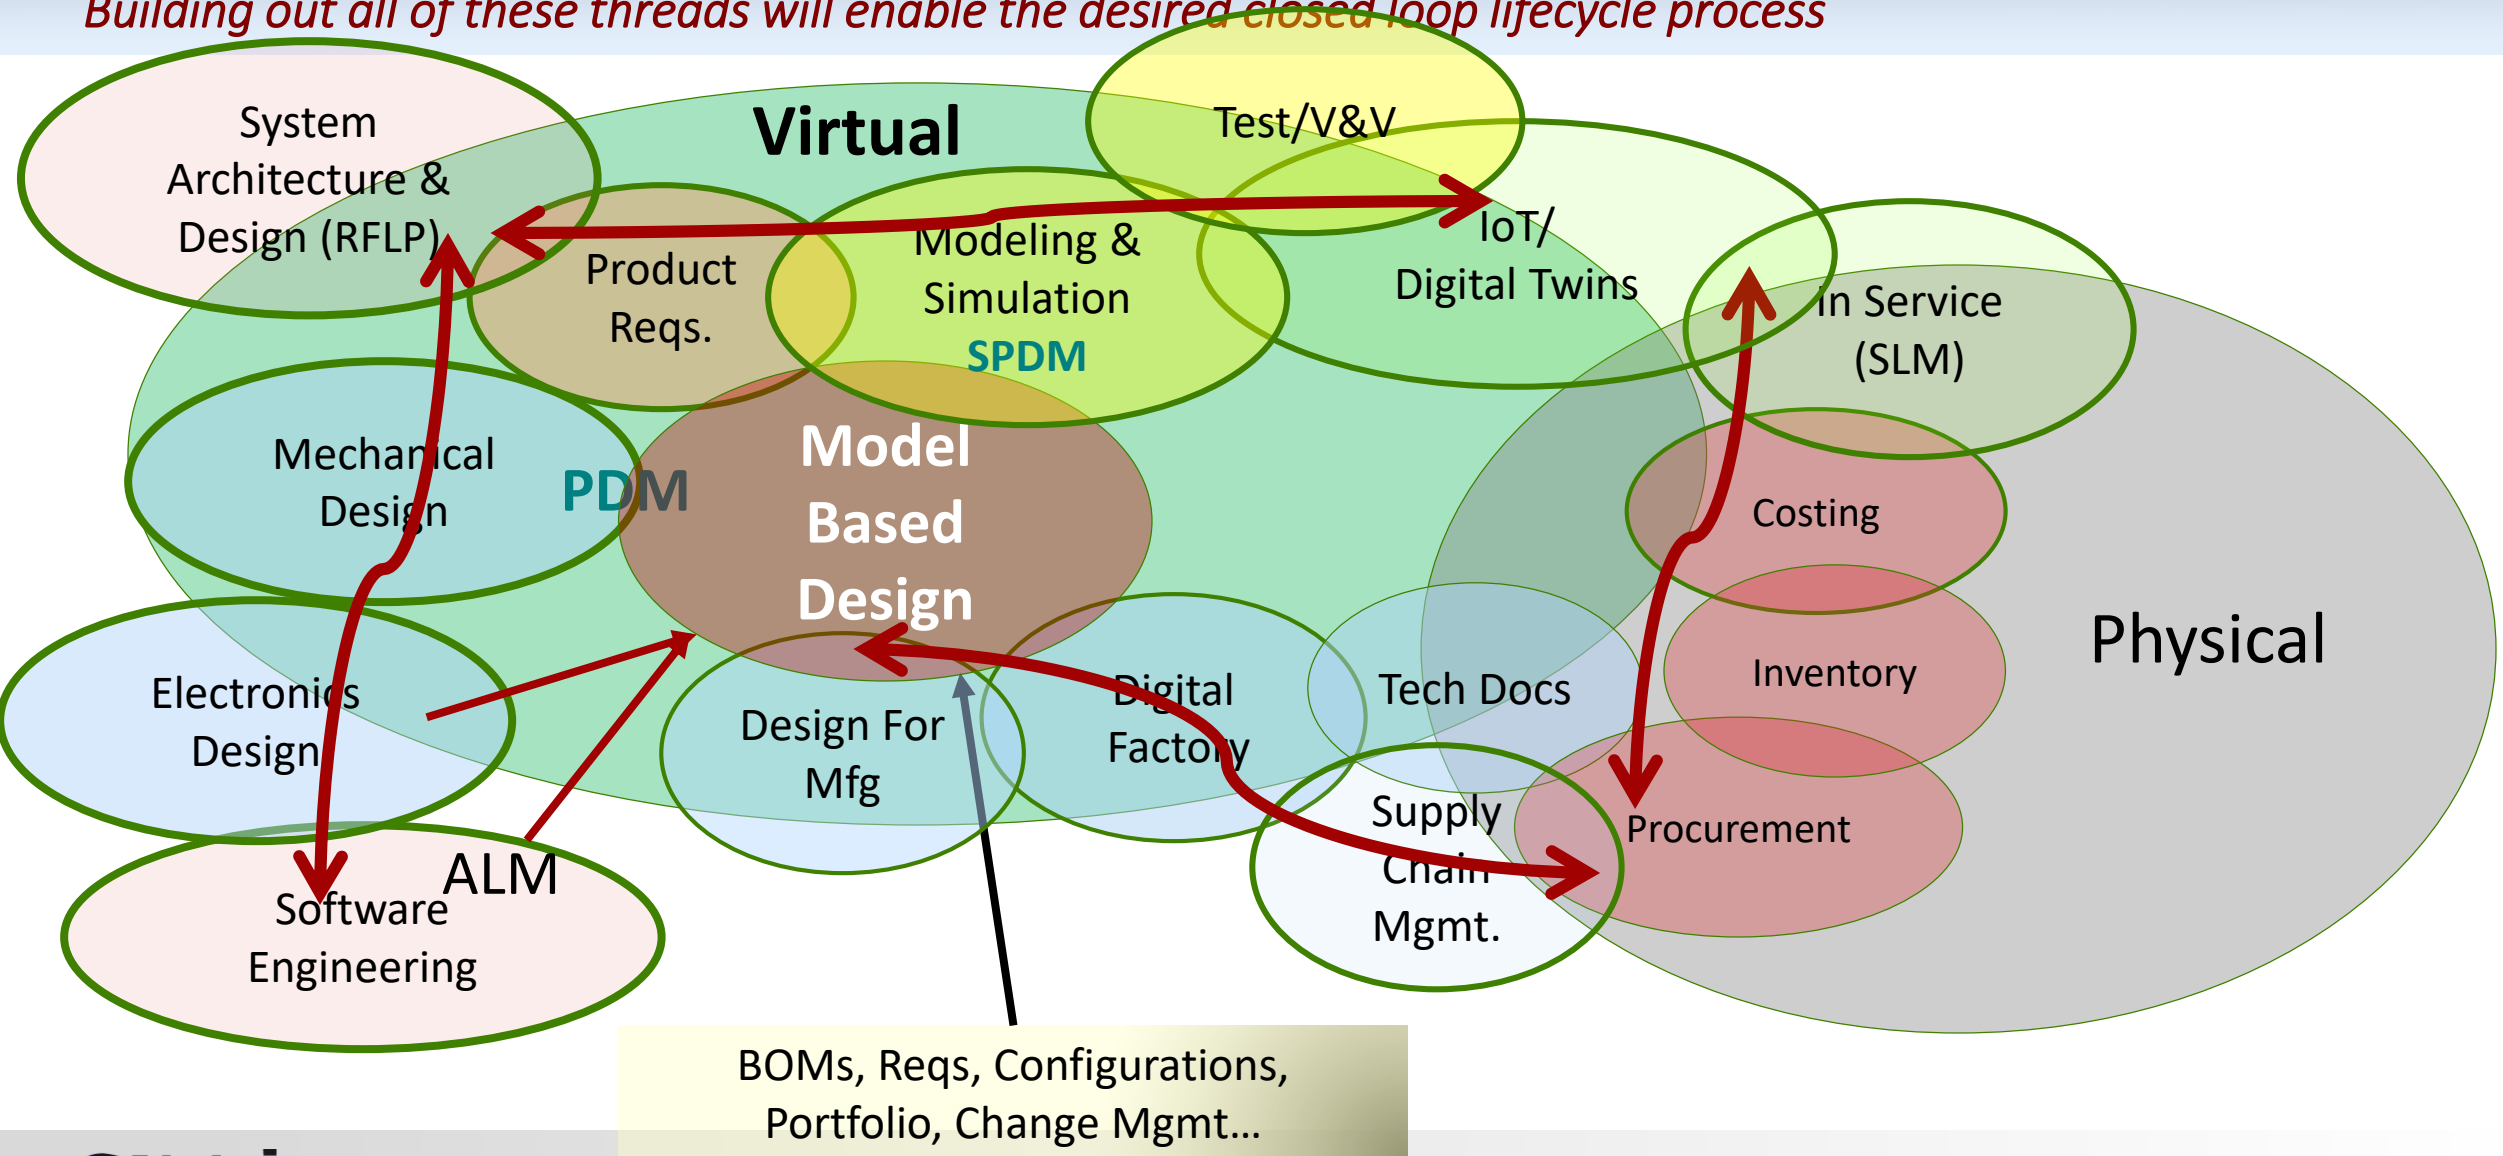 Building out all of these threads will enable the desired closed loop lifecycle process
System
Architecture &
Design (RFLP)
Virtual
Test/V&V
Product
Reqs.
Modeling &
Simulation
SPDM
IoT/
Digital Twins
In Service
(SLM)
Mechanical
Design
PDM
Model
Based
Design
Costing
Physical
Inventory
Electronics
Design
Design For
Mfg
Digital
Factory
Tech Docs
Supply
Chain
Mgmt.
Procurement
ALM
Software
Engineering
BOMs, Reqs, Configurations,
Portfolio, Change Mgmt...